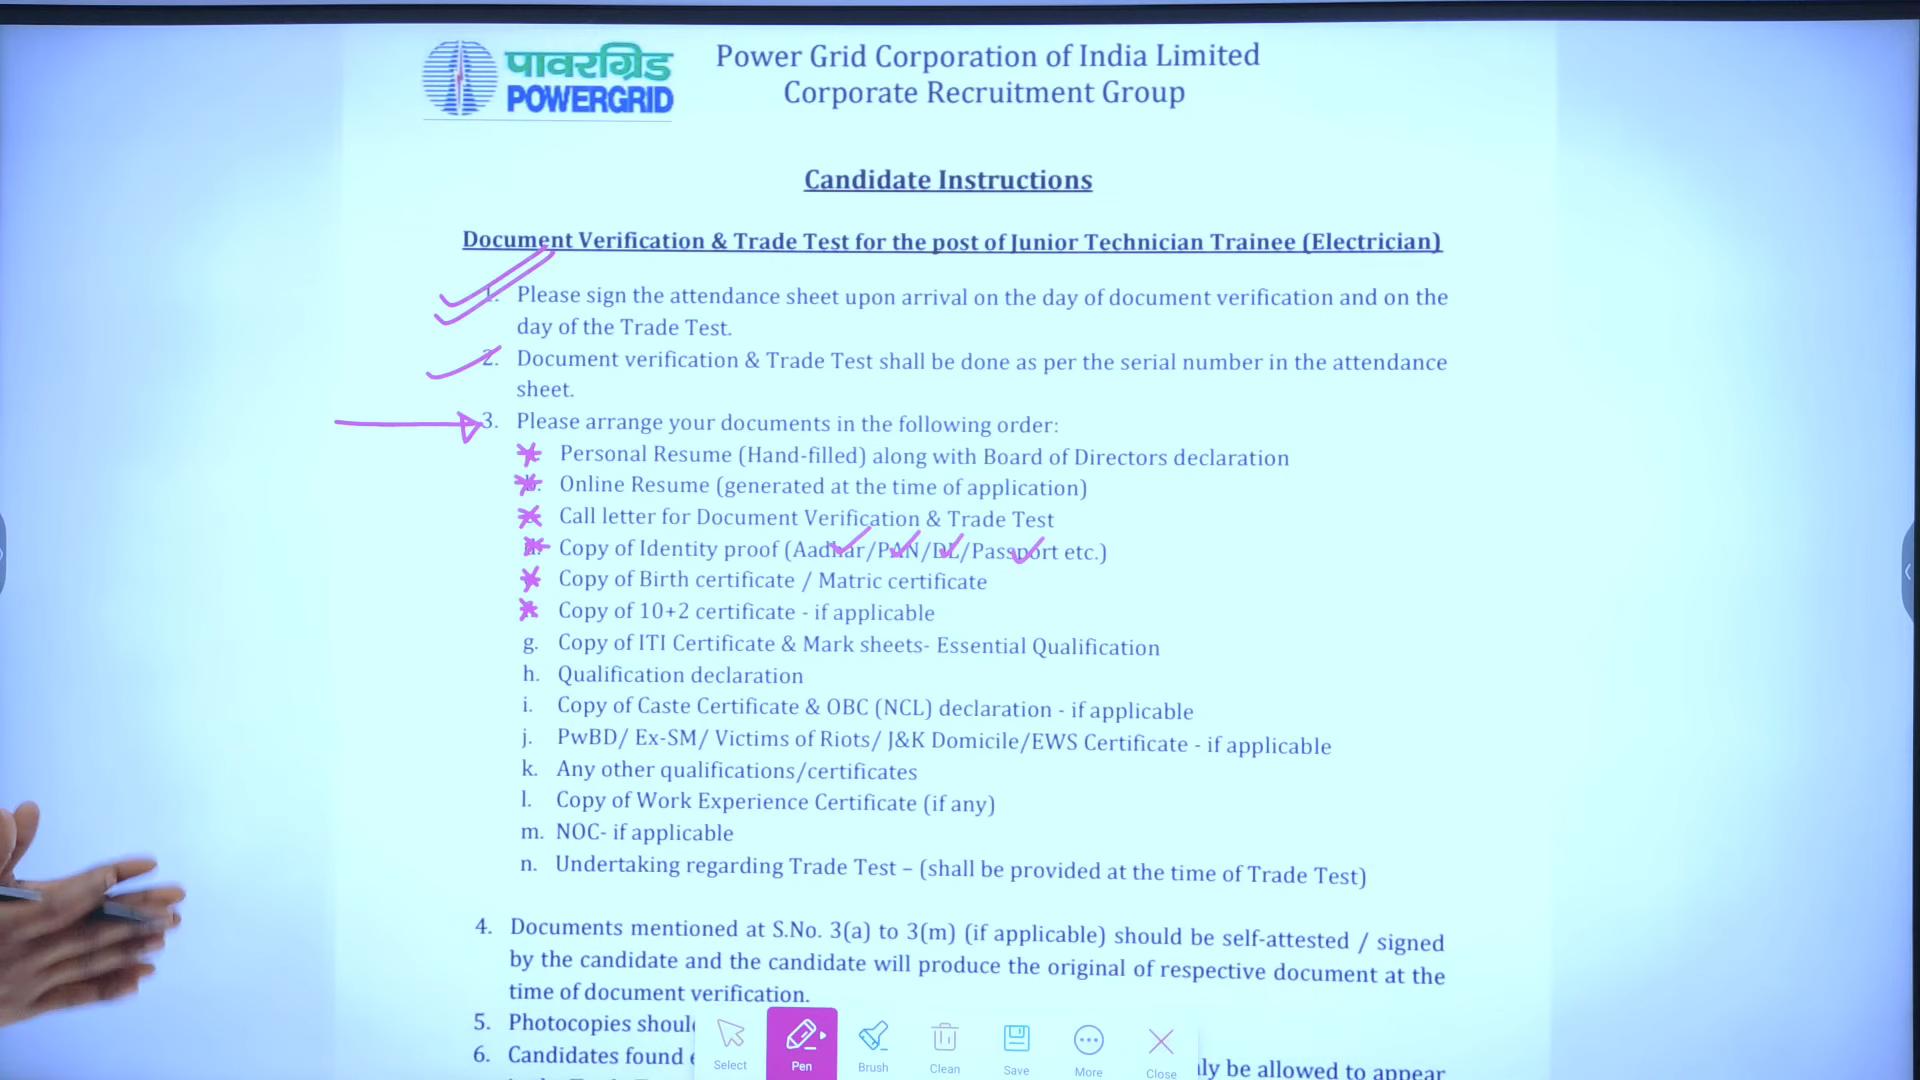 पावरग्रिड
POWERGRID
Power Grid Corporation of India Limited
Corporate Recruitment Group
Candidate Instructions
Document Verification & Trade Test for the post of Junior Technician Trainee (Electrician)
1. Please sign the attendance sheet upon arrival on the day of document verification and on the
day of the Trade Test.
2. Document verification & Trade Test shall be done as per the serial number in the attendance
sheet.
3. Please arrange your documents in the following order:
Personal Resume (Hand-filled) along with Board of Directors declaration
b. Online Resume (generated at the time of application)
Call letter for Document Verification & Trade Test
d. Copy of Identity proof (Aadhar/PAN/DL/Passport etc.)
Copy of Birth certificate / Matric certificate
Copy of 10+2 certificate - if applicable
g. Copy of ITI Certificate & Mark sheets- Essential Qualification
h. Qualification declaration
i. Copy of Caste Certificate & OBC (NCL) declaration - if applicable
j. PwBD/ Ex-SM/ Victims of Riots/ J&K Domicile/EWS Certificate - if applicable
k. Any other qualifications/certificates
l. Copy of Work Experience Certificate (if any)
m. NOC- if applicable
n. Undertaking regarding Trade Test – (shall be provided at the time of Trade Test)
4. Documents mentioned at S.No. 3(a) to 3(m) (if applicable) should be self-attested / signed
by the candidate and the candidate will produce the original of respective document at the
time of document verification.
5. Photocopies
6. Candidates found be allowed to appear
Select Pen Brush Clean Save More Close